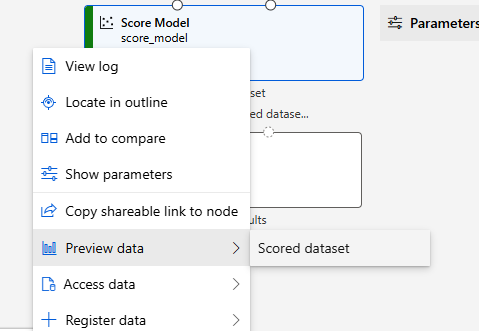 Score Model
score_model
Parameters
View log
set
Locate in outline
ed datase...
Add to compare
Show parameters
Copy shareable link to node
ults
Preview data
Scored dataset
Access data
Register data